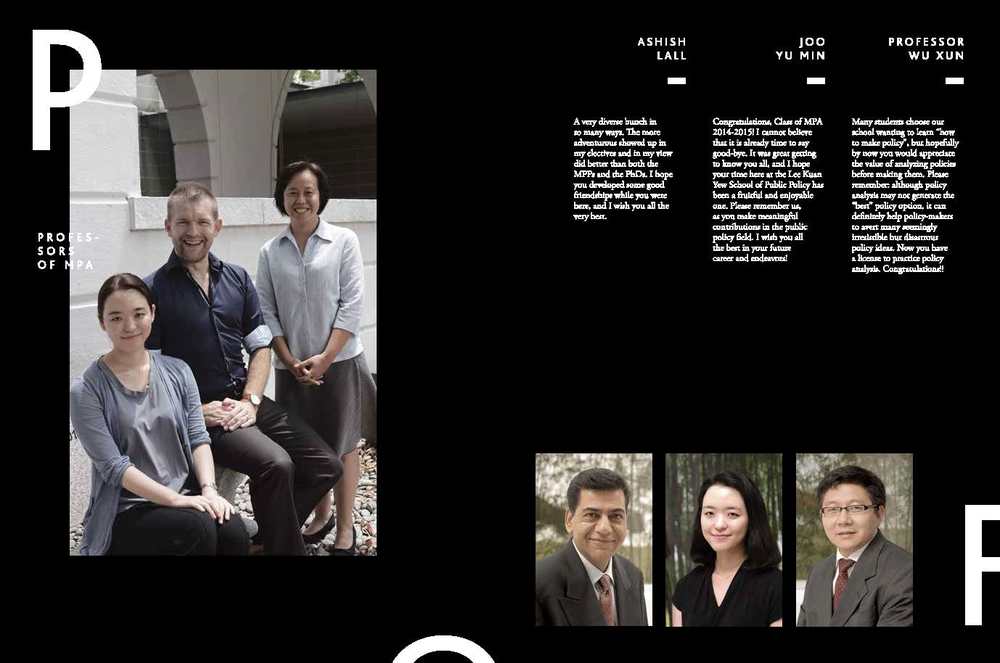 P
PROFES-
SORS
OF MPA
ASHISH
LALL
A very diverse bunch in
so many ways. The more
adventurous showed up in
my electives and in my view
did better than both the
MPPs and the PhDs. I hope
you developed some good
friendships while you were
here, and I wish you all the
very best.
JOO
YU MIN
Congratulations, Class of MPA
2014-2015! I cannot believe
that it is already time to say
good-bye. It was great getting
to know you all, and I hope
your time here at the Lee Kuan
Yew School of Public Policy has
been a fruitful and enjoyable
one. Please remember us,
as you make meaningful
contributions in the public
policy field. I wish you all
the best in your future
career and endeavors!
PROFESSOR
WU XUN
Many students choose our
school wanting to learn "how
to make policy", but hopefully
by now you would appreciate
the value of analyzing policies
before making them. Please
remember: although policy
analysis may not generate the
"best" policy option, it can
definitely help policy-makers
to avert many seemingly
irresistible but disastrous
policy ideas. Now you have
a license to practice policy
analysis. Congratulations!!